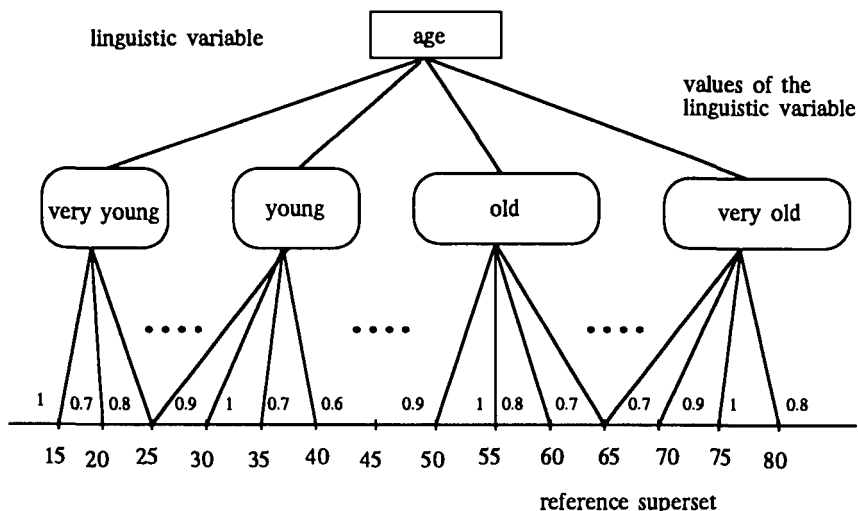 linguistic variable
age
values of the
linguistic variable
very young
young
old
very old
1 0.7 0.8 0.9 1 0.7 0.6 0.9 1 0.8 0.7 0.7 0.9 1 0.8
15 20 25 30 35 40 45 50 55 60 65 70 75 80
reference superset